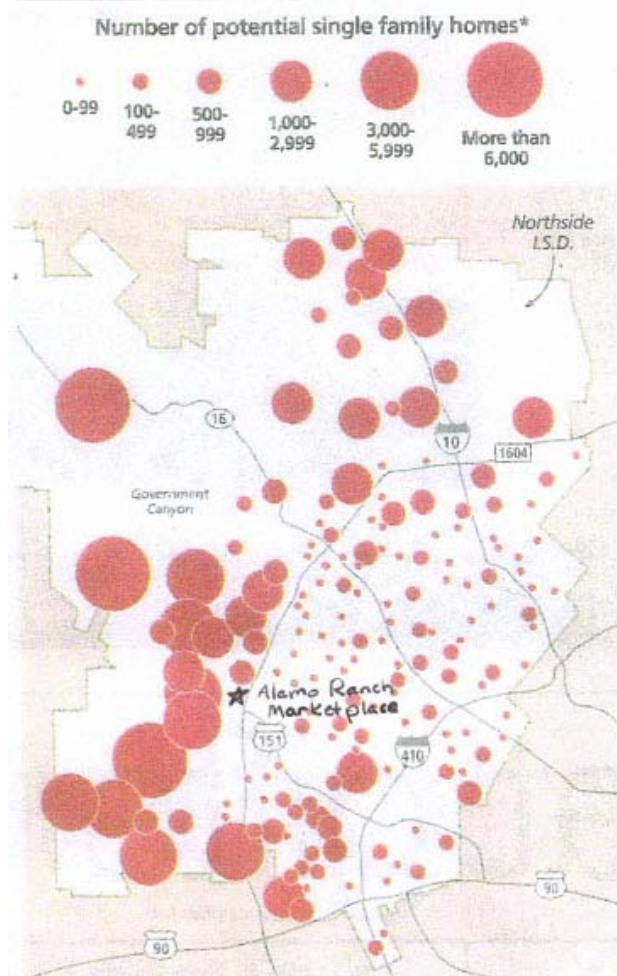 Number of potential single family homes*
0-99
100-
499
500-
999
1,000-
2,999
3,000-
5,999
More than
6,000
Northside
I.S.D.
16
10
1604
Government
Canyon
Alamo Ranch
Marketplace
151
410
90
90